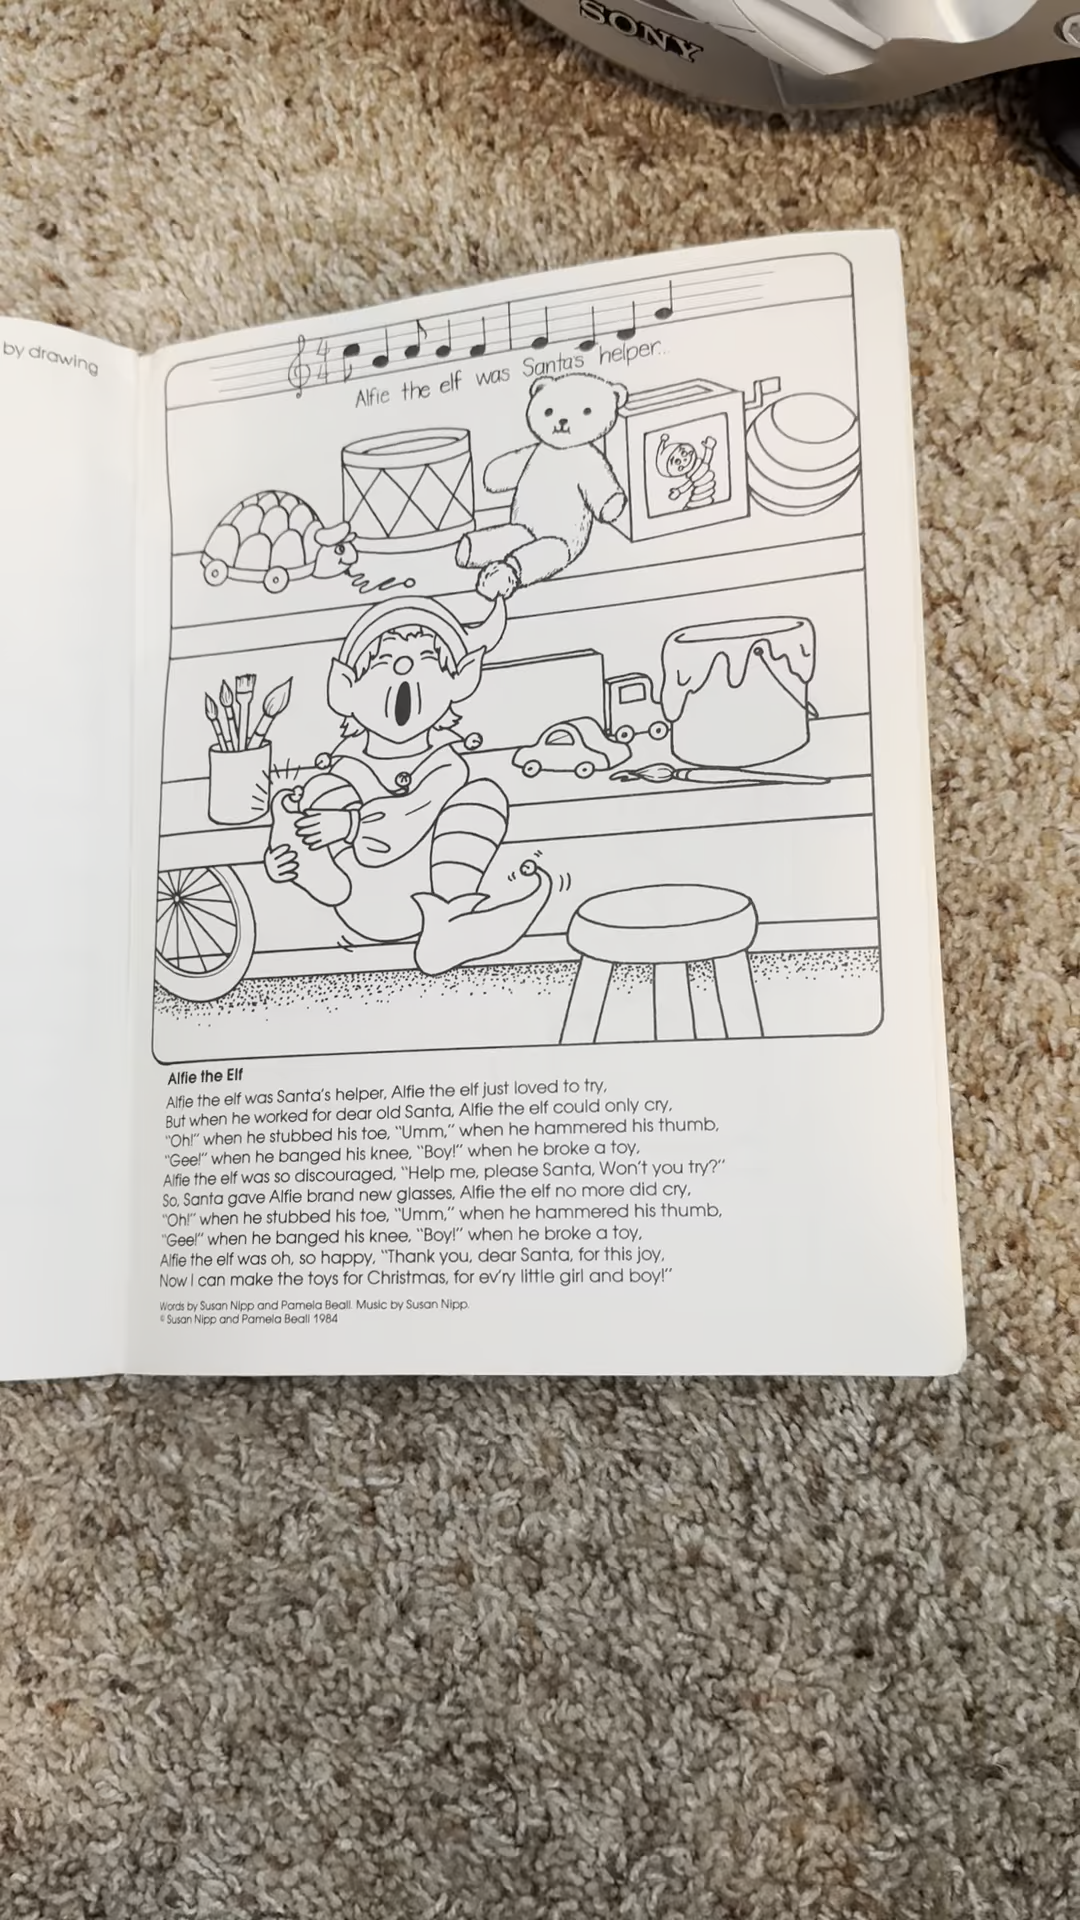 SONY
by drawing
4
4
Alfie the elf was Santa's helper...
Alfie the Elf
Alfie the elf was Santa's helper, Alfie the elf just loved to try,
But when he worked for dear old Santa, Alfie the elf could only cry,
"Oh!" when he stubbed his toe, "Umm," when he hammered his thumb,
"Gee!" when he banged his knee, "Boy!" when he broke a toy,
Alfie the elf was so discouraged, "Help me, please Santa, Won't you try?"
So, Santa gave Alfie brand new glasses, Alfie the elf no more did cry,
"Oh!" when he stubbed his toe, "Umm," when he hammered his thumb,
"Gee!" when he banged his knee, "Boy!" when he broke a toy,
Alfie the elf was oh, so happy, "Thank you, dear Santa, for this joy,
Now I can make the toys for Christmas, for ev'ry little girl and boy!"
Words by Susan Nipp and Pamela Beall. Music by Susan Nipp.
© Susan Nipp and Pamela Beall 1984